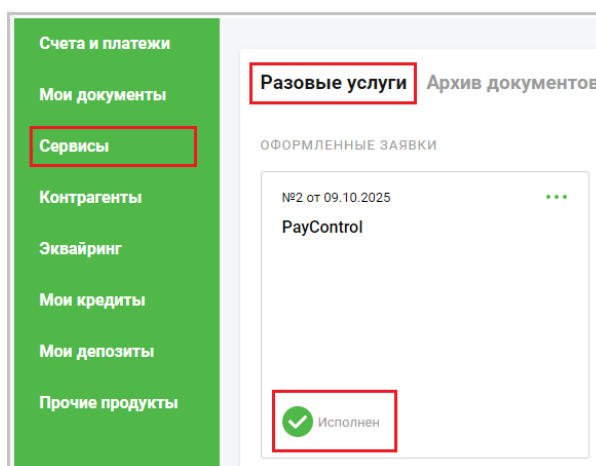 Счета и платежи
Мои документы
Сервисы
Контрагенты
Эквайринг
Мои кредиты
Мои депозиты
Прочие продукты
Разовые услуги Архив документов
ОФОРМЛЕННЫЕ ЗАЯВКИ
№2 от 09.10.2025
PayControl
Исполнен